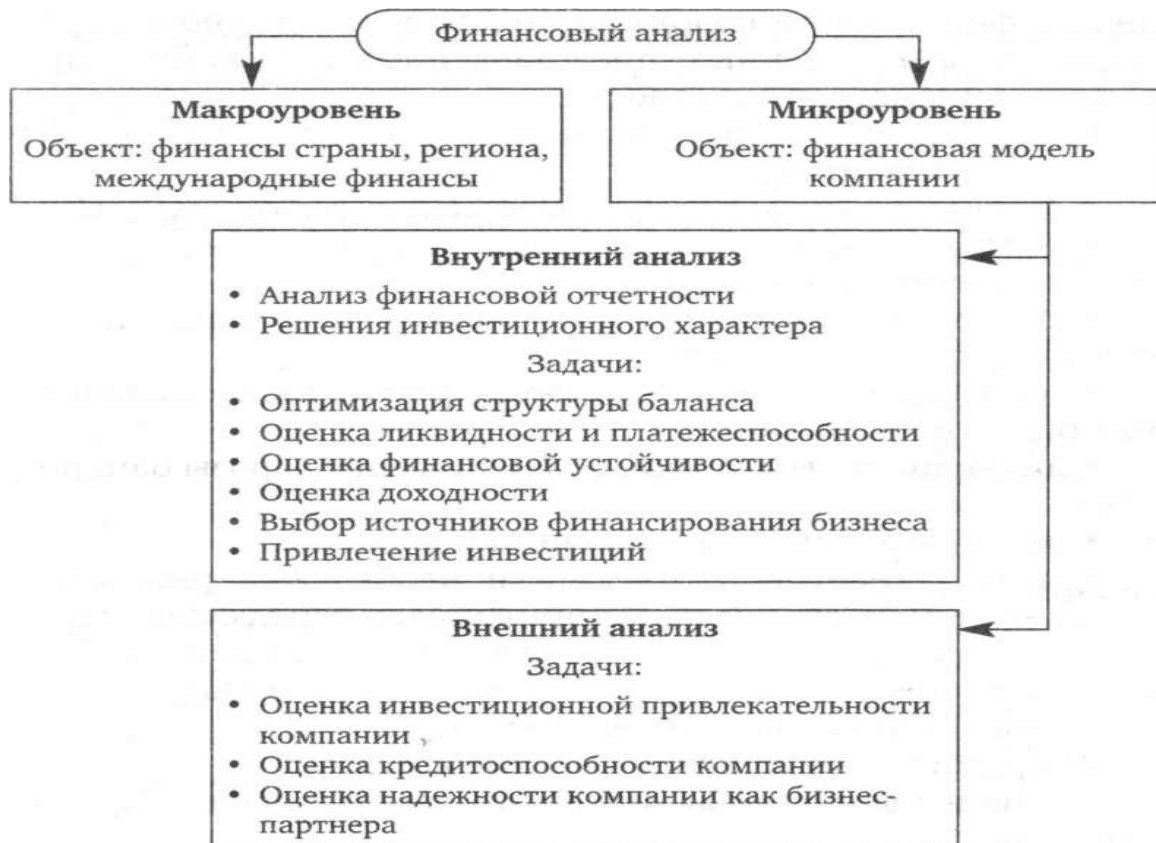 Финансовый анализ
Макроуровень
Объект: финансы страны, региона,
международные финансы
Микроуровень
Объект: финансовая модель
компании
Внутренний анализ
• Анализ финансовой отчетности
• Решения инвестиционного характера
Задачи:
• Оптимизация структуры баланса
• Оценка ликвидности и платежеспособности
• Оценка финансовой устойчивости
• Оценка доходности
• Выбор источников финансирования бизнеса
• Привлечение инвестиций
Внешний анализ
Задачи:
• Оценка инвестиционной привлекательности
компании
• Оценка кредитоспособности компании
• Оценка надежности компании как бизнес-
партнера